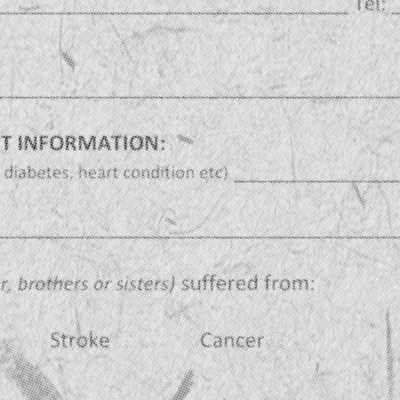 Tel:
T INFORMATION:
diabetes, heart condition etc)
r, brothers or sisters) suffered from:
Stroke Cancer